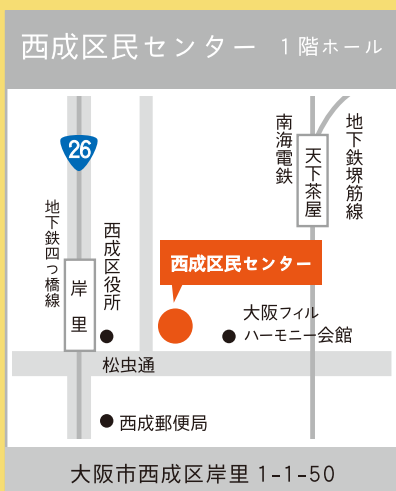 西成区民センター 1階ホール
26
南海電鉄
天下茶屋
地下鉄堺筋線
地下鉄四つ橋線
岸里
西成区役所
西成区民センター
大阪フィル
ハーモニー会館
松虫通
西成郵便局
大阪市西成区岸里 1-1-50